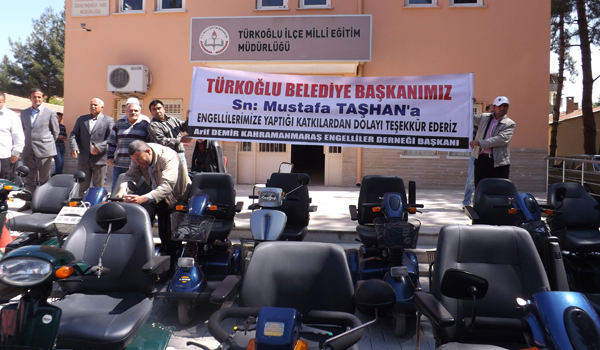 TÜRKOĞLU İLÇE MİLLİ EĞİTİM
MÜDÜRLÜĞÜ
TÜRKOĞLU BELEDİYE BAŞKANIMIZ
Sn: Mustafa TAŞHAN'a
ENGELLİLERİMİZE YAPTIĞI KATKILARDAN DOLAYI TEŞEKKÜR EDERİZ
Arif DEMİR KAHRAMANMARAŞ ENGELLİLER DERNEĞİ BAŞKANI